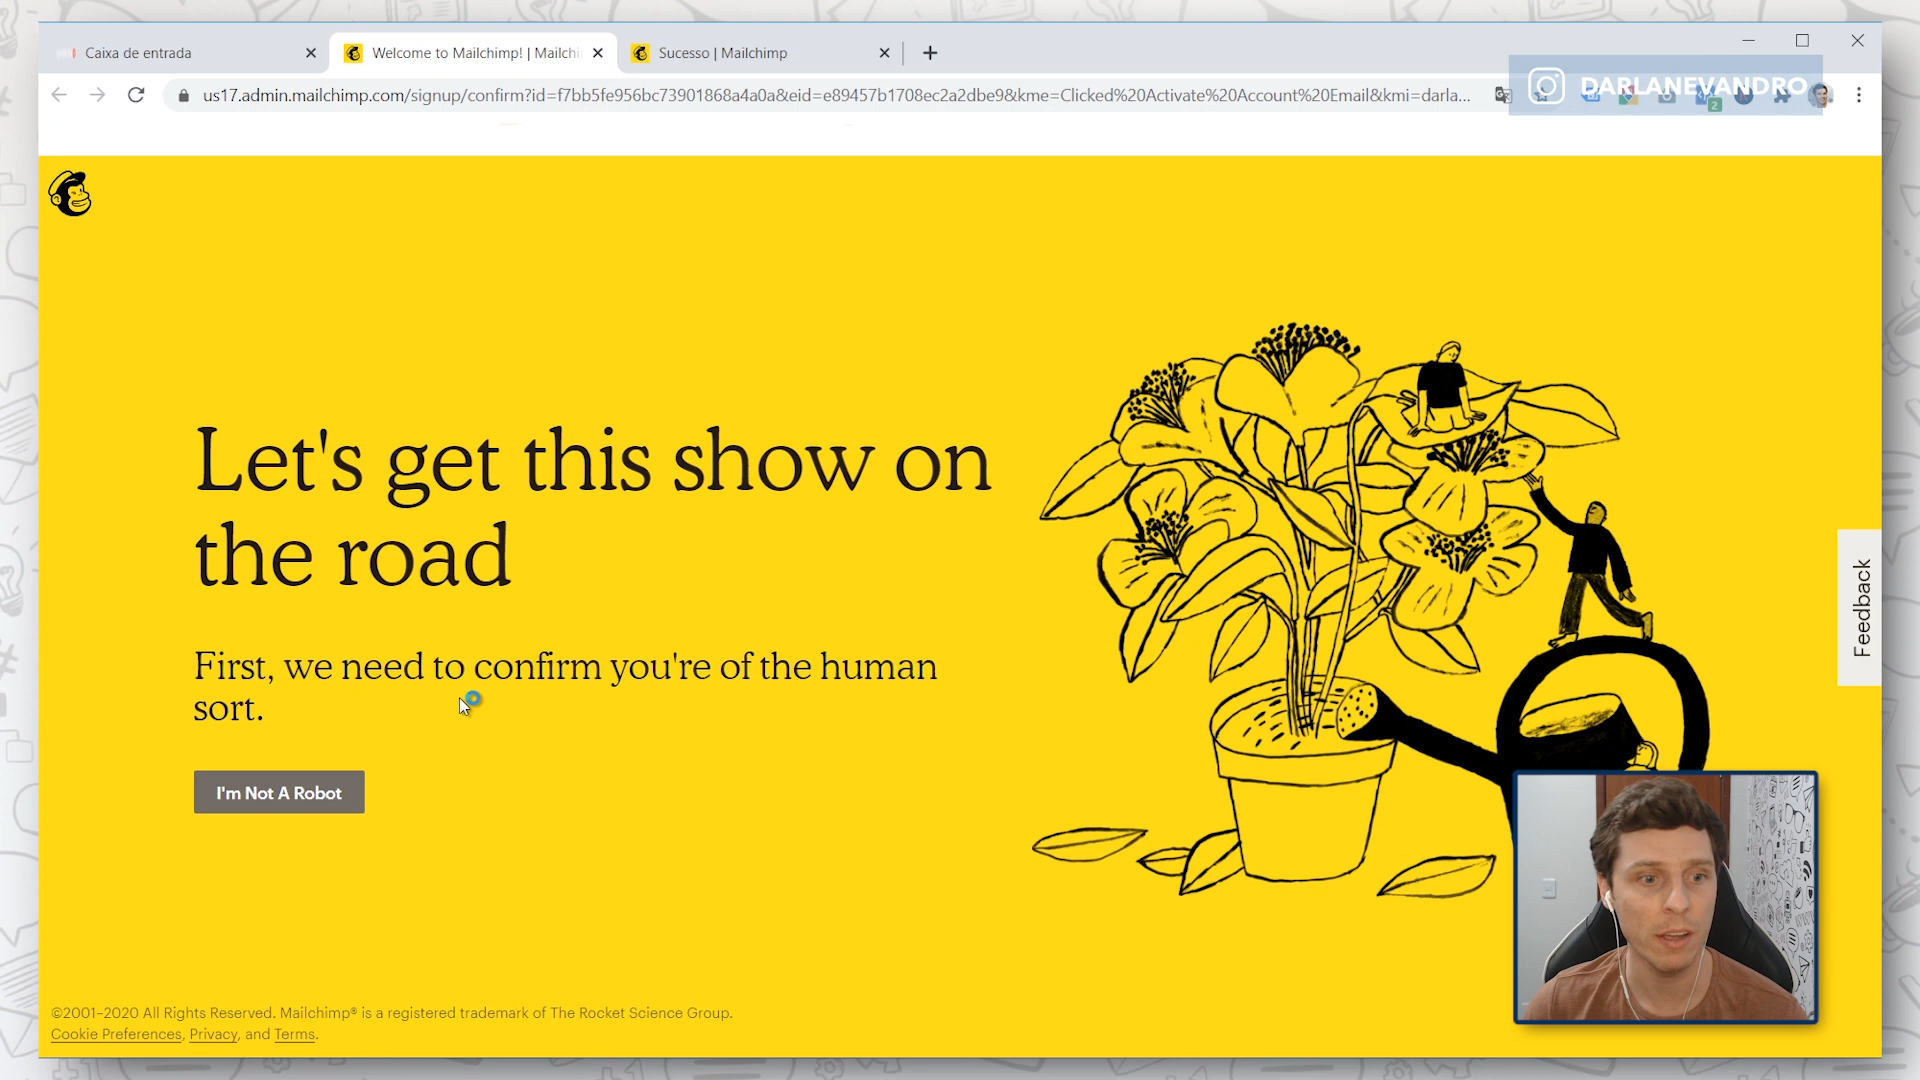 Caixa de entrada
Welcome to Mailchimp! | Mailchi
Sucesso | Mailchimp
us17.admin.mailchimp.com/signup/confirm?id=f7bb5fe956bc73901868a4a0a&eid=e89457b1708ec2a2dbe9&kme=Clicked%20Activate%20Account%20Email&kmi=darla...
DARLANEVANDRO
2
Let's get this show on
the road
First, we need to confirm you're of the human
sort.
I'm Not A Robot
Feedback
©2001–2020 All Rights Reserved. Mailchimp® is a registered trademark of The Rocket Science Group.
Cookie Preferences, Privacy, and Terms.